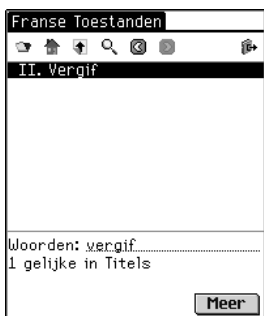 Franse Toestanden
II. Vergif
Woorden: vergif
1 gelijke in Titels
Meer